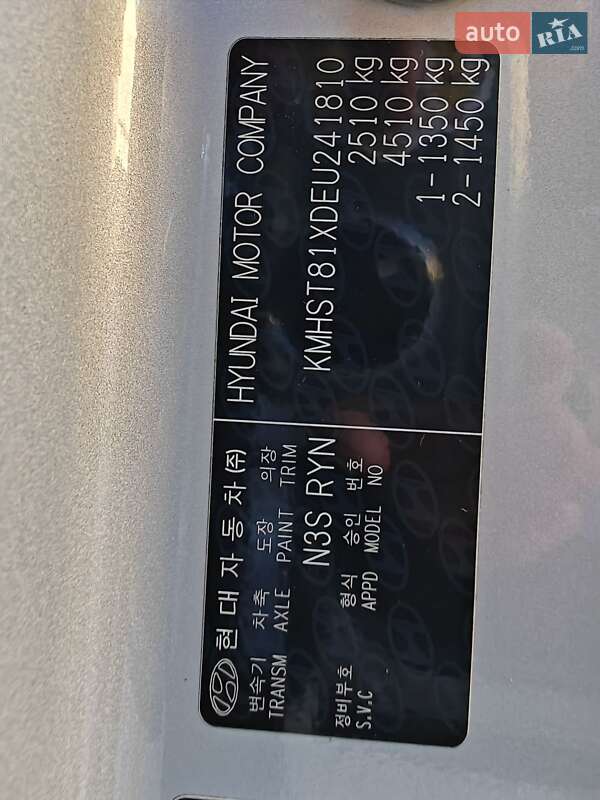 auto RIA.com
현대자동차(주)
변속기 차축 도장 의장
TRANSM AXLE PAINT TRIM
N3S RYN
정비부호 형식 승인 번호
S.V.C APPD MODEL NO
HYUNDAI MOTOR COMPANY
KMHST81XDEU241810
2510 kg
4510 kg
1-1350 kg
2-1450 kg